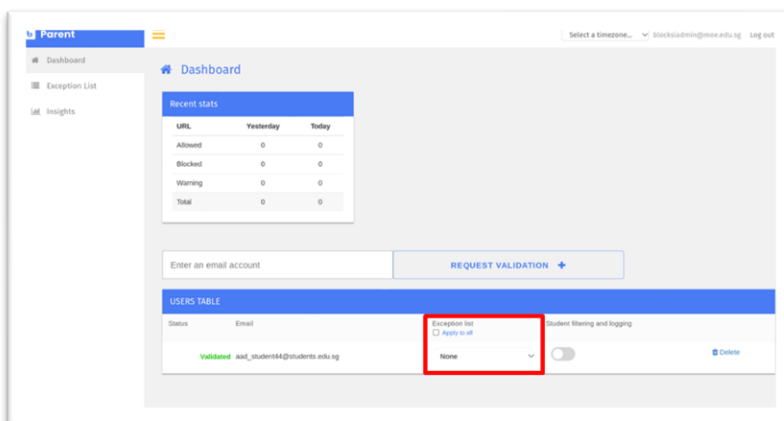 b Parent
Select a timezone... blocksiadmin@moe.edu.sg Log out
Dashboard
Exception List
Insights
Dashboard
Recent stats
URL Yesterday Today
Allowed 0 0
Blocked 0 0
Warning 0 0
Total 0 0
Enter an email account
REQUEST VALIDATION +
USERS TABLE
Status Email Exception list Student filtering and logging
Apply to all
Validated aad_student44@students.edu.sg None Delete